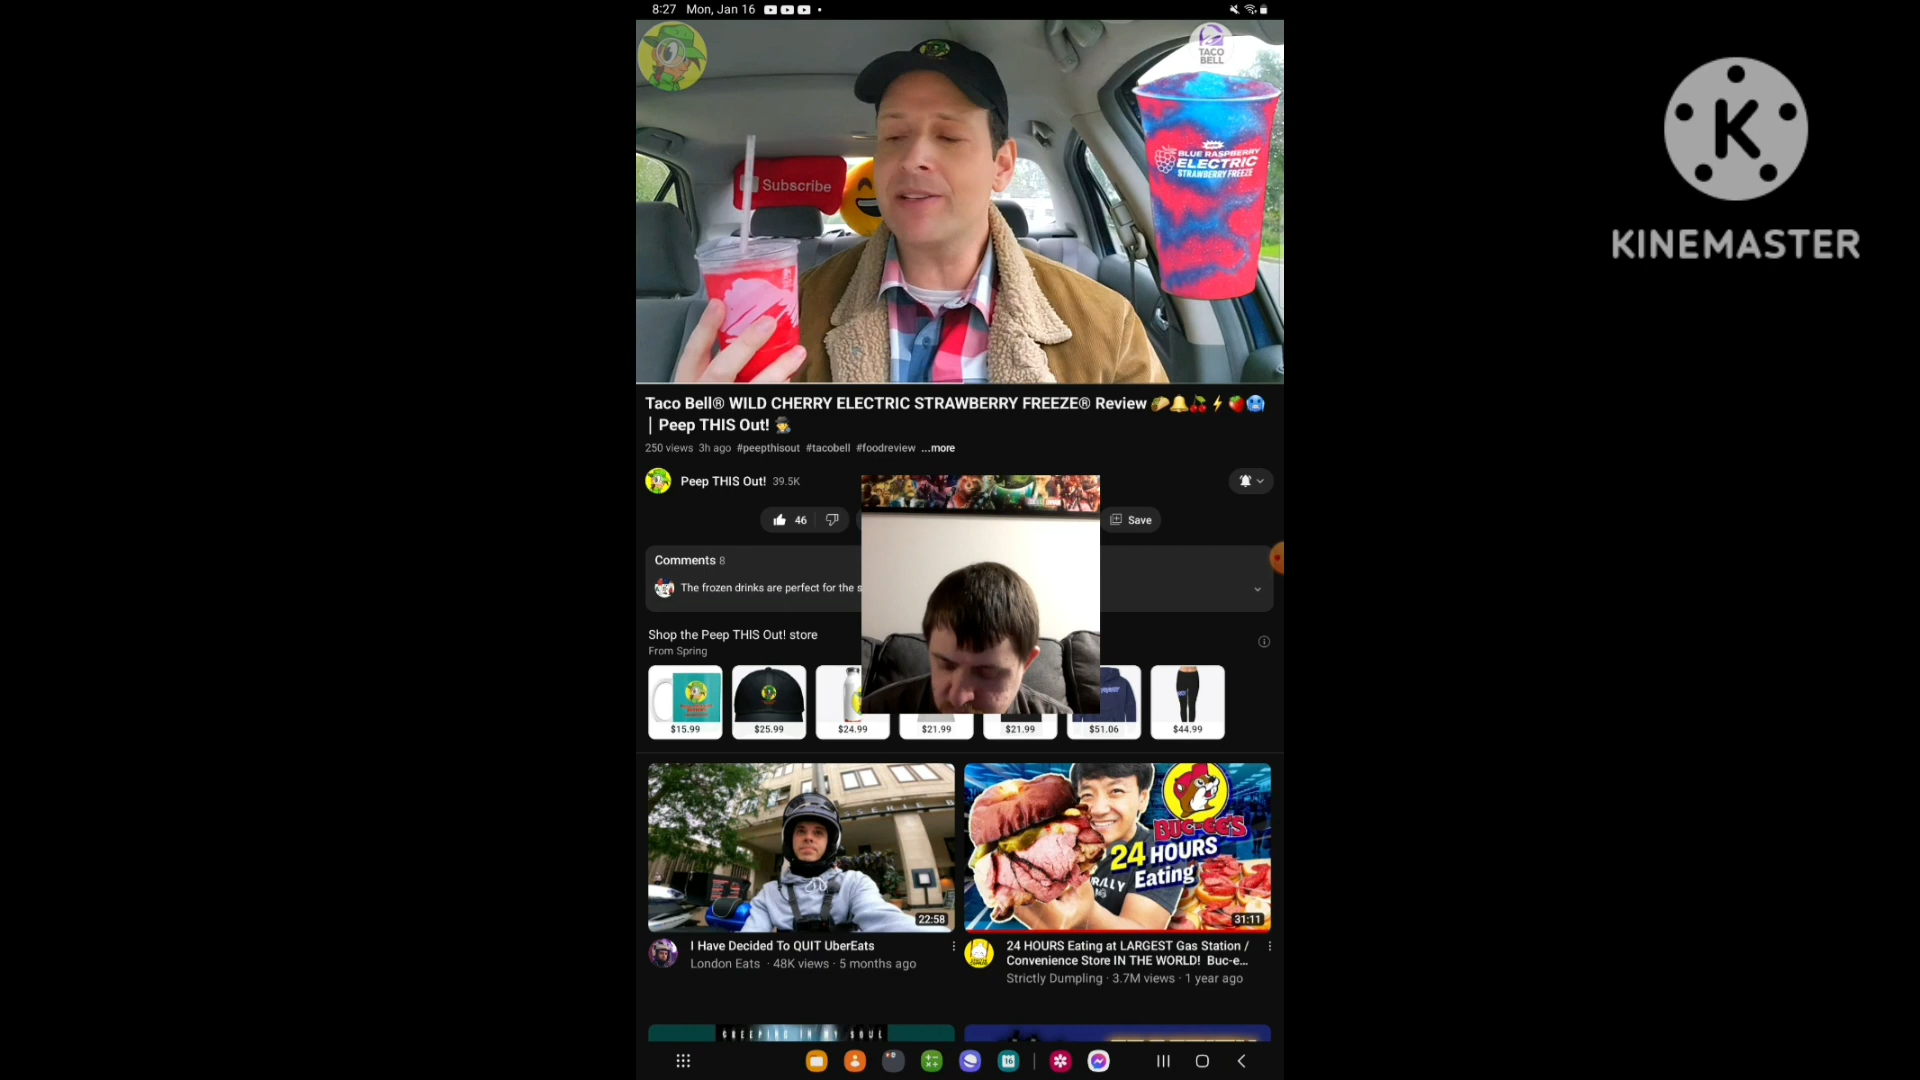 8:27 Mon, Jan 16
TACO
BELL
Subscribe
BLUE RASPBERRY
ELECTRIC
STRAWBERRY FREEZE
KINEMASTER
Taco Bell® WILD CHERRY ELECTRIC STRAWBERRY FREEZE® Review 🌮🔔🍒⚡🍓🥶
| Peep THIS Out! 🕵️
250 views 3h ago #peepthisout #tacobell #foodreview ...more
Peep THIS Out! 39.5K
46
Save
Comments 8
The frozen drinks are perfect for the s
Shop the Peep THIS Out! store
From Spring
$15.99 $25.99 $24.99 $21.99 $21.99 $51.06 $44.99
22:58
BUC-EE'S
24 HOURS
Eating
31:11
I Have Decided To QUIT UberEats
London Eats · 48K views · 5 months ago
24 HOURS Eating at LARGEST Gas Station /
Convenience Store IN THE WORLD! Buc-e...
Strictly Dumpling · 3.7M views · 1 year ago
CREEPING IN MY SOUL
16